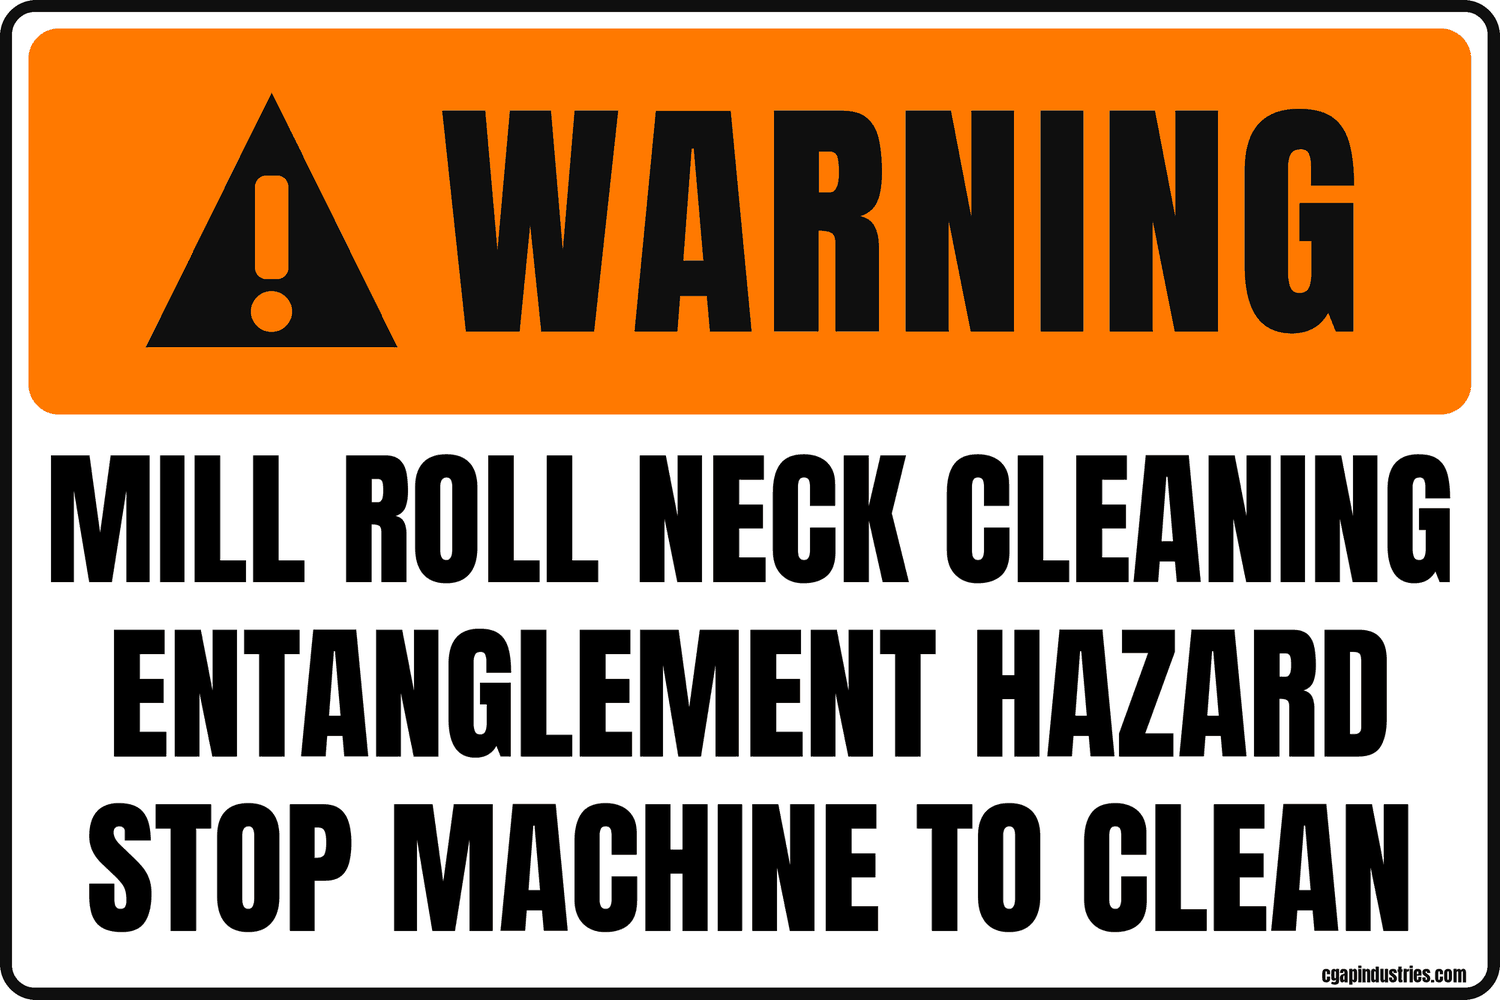 WARNING
MILL ROLL NECK CLEANING
ENTANGLEMENT HAZARD
STOP MACHINE TO CLEAN
cgapindustries.com